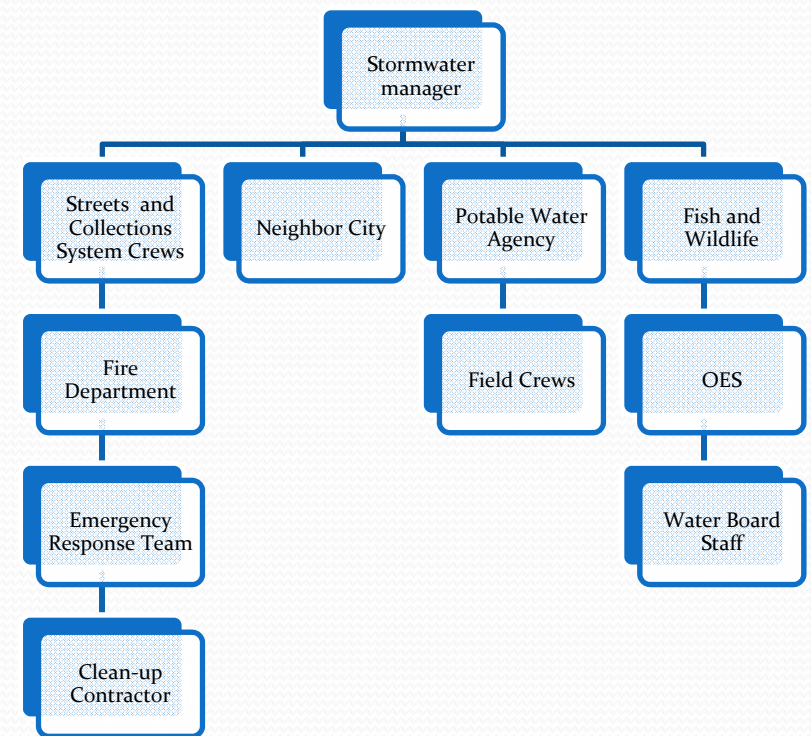 Stormwater
manager
Streets and
Collections
System Crews
Neighbor City
Potable Water
Agency
Fish and
Wildlife
Fire
Department
Field Crews
OES
Emergency
Response Team
Water Board
Staff
Clean-up
Contractor